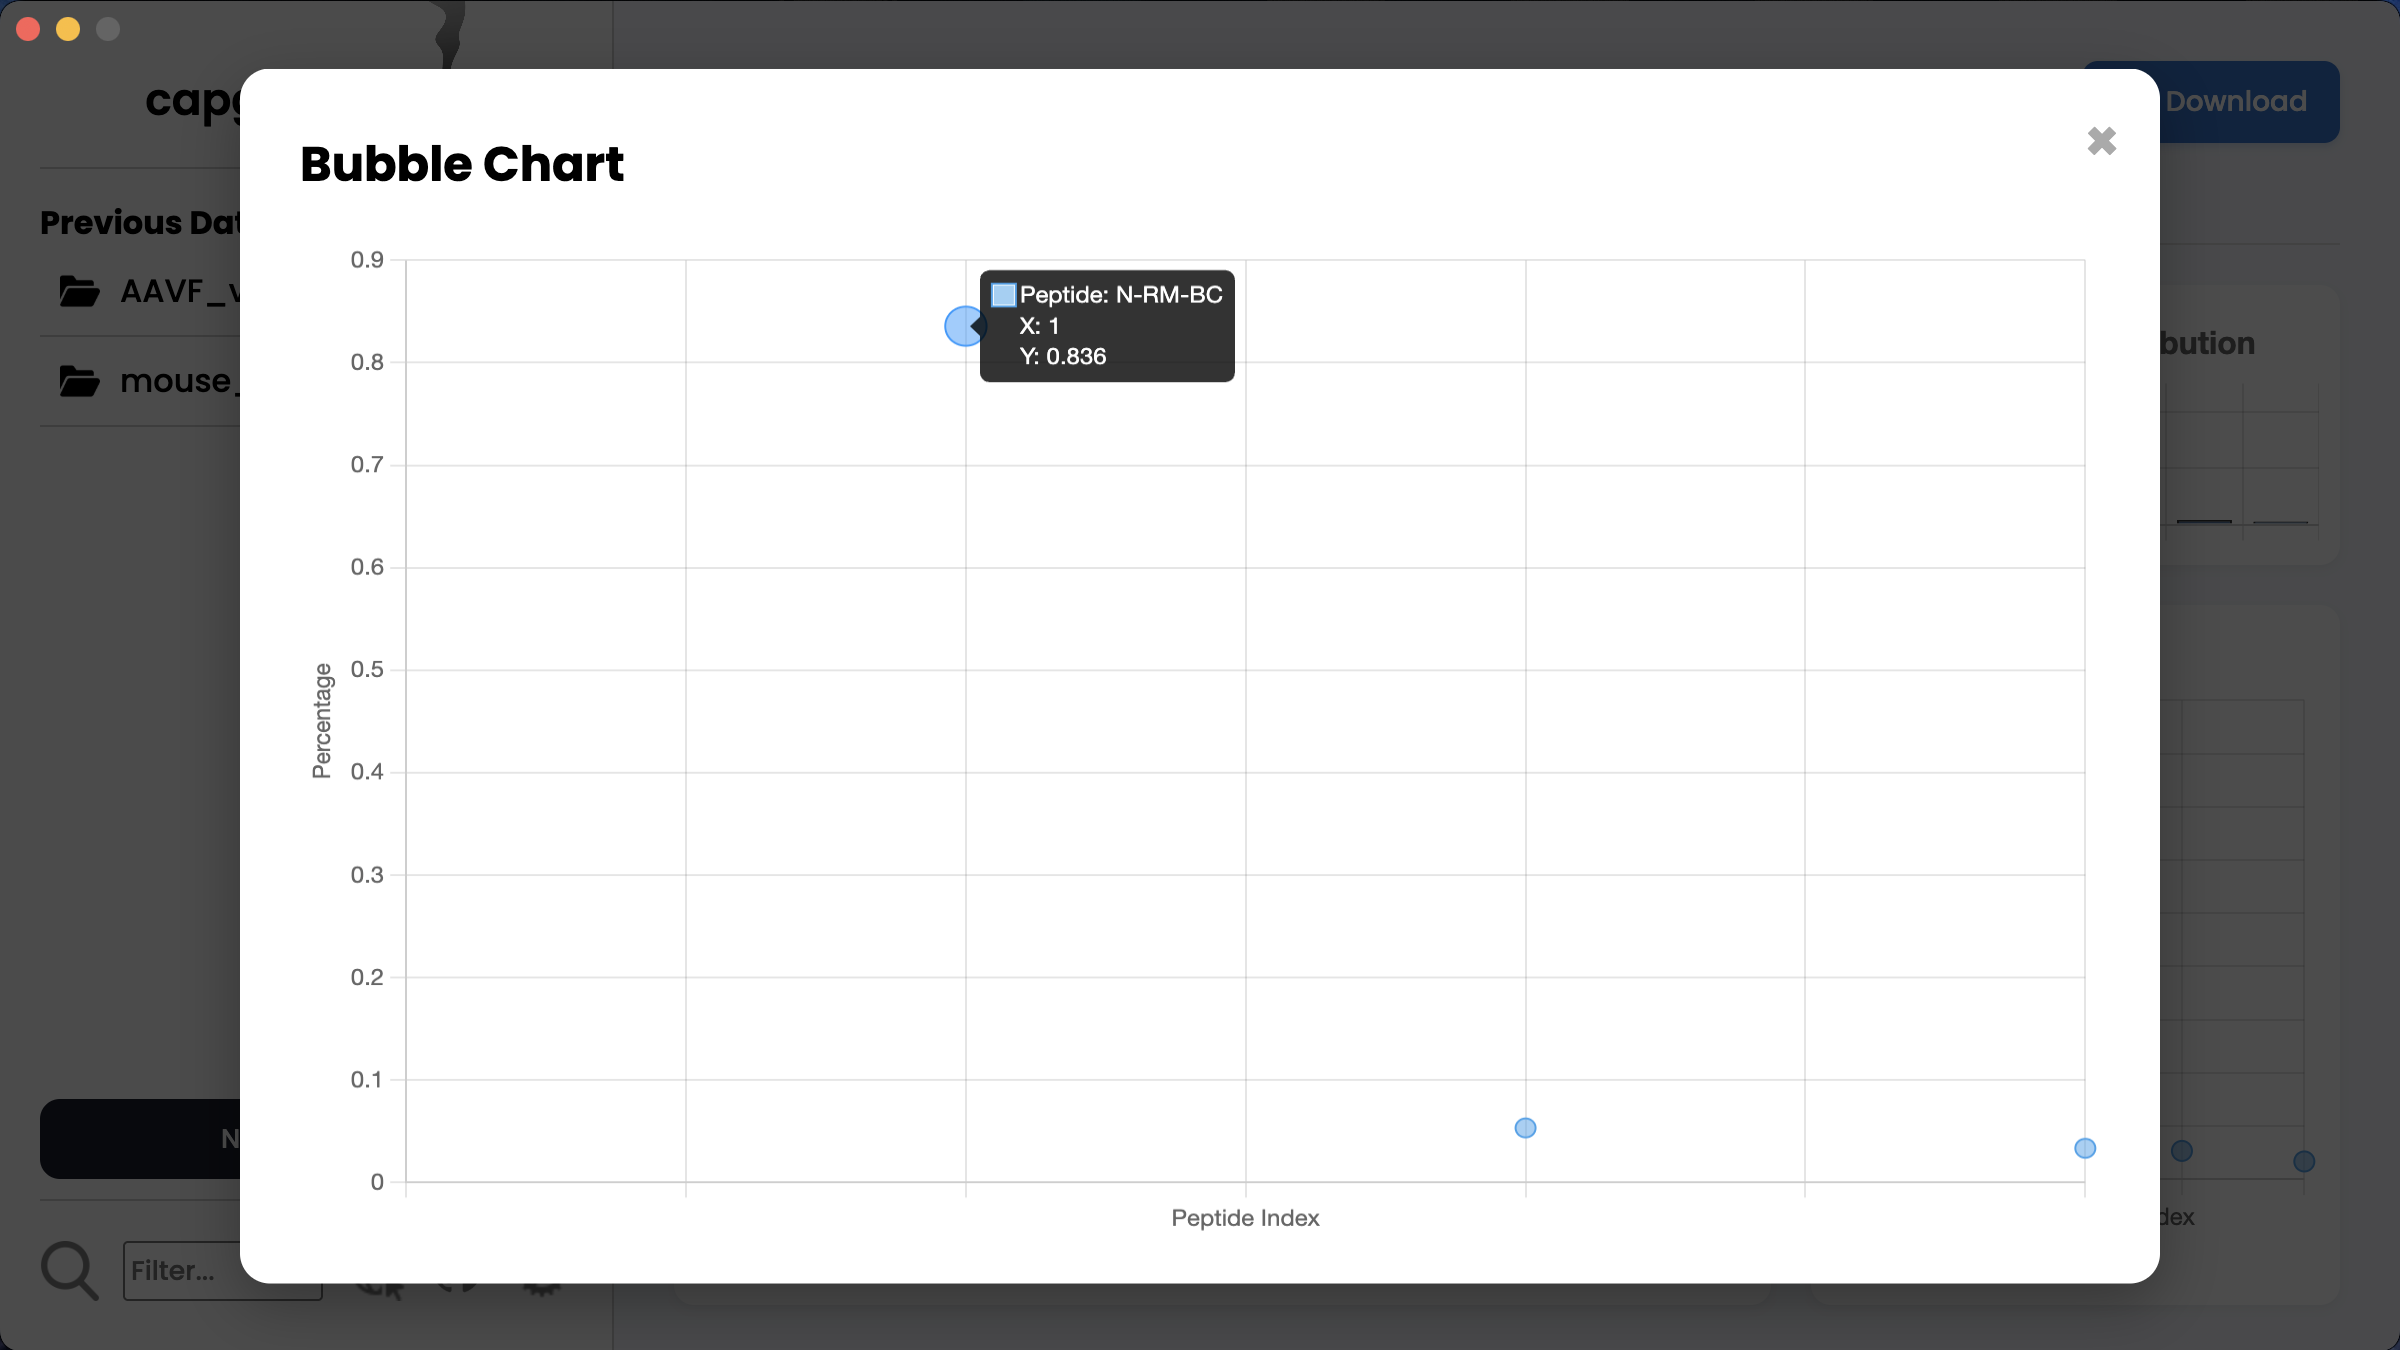 capg
Download
Bubble Chart
Previous Dat
AAVF_v
mouse_
bution
0.9
0.8
0.7
0.6
0.5
0.4
0.3
0.2
0.1
0
Percentage
Peptide: N-RM-BC
X: 1
Y: 0.836
Peptide Index
dex
N
Filter...